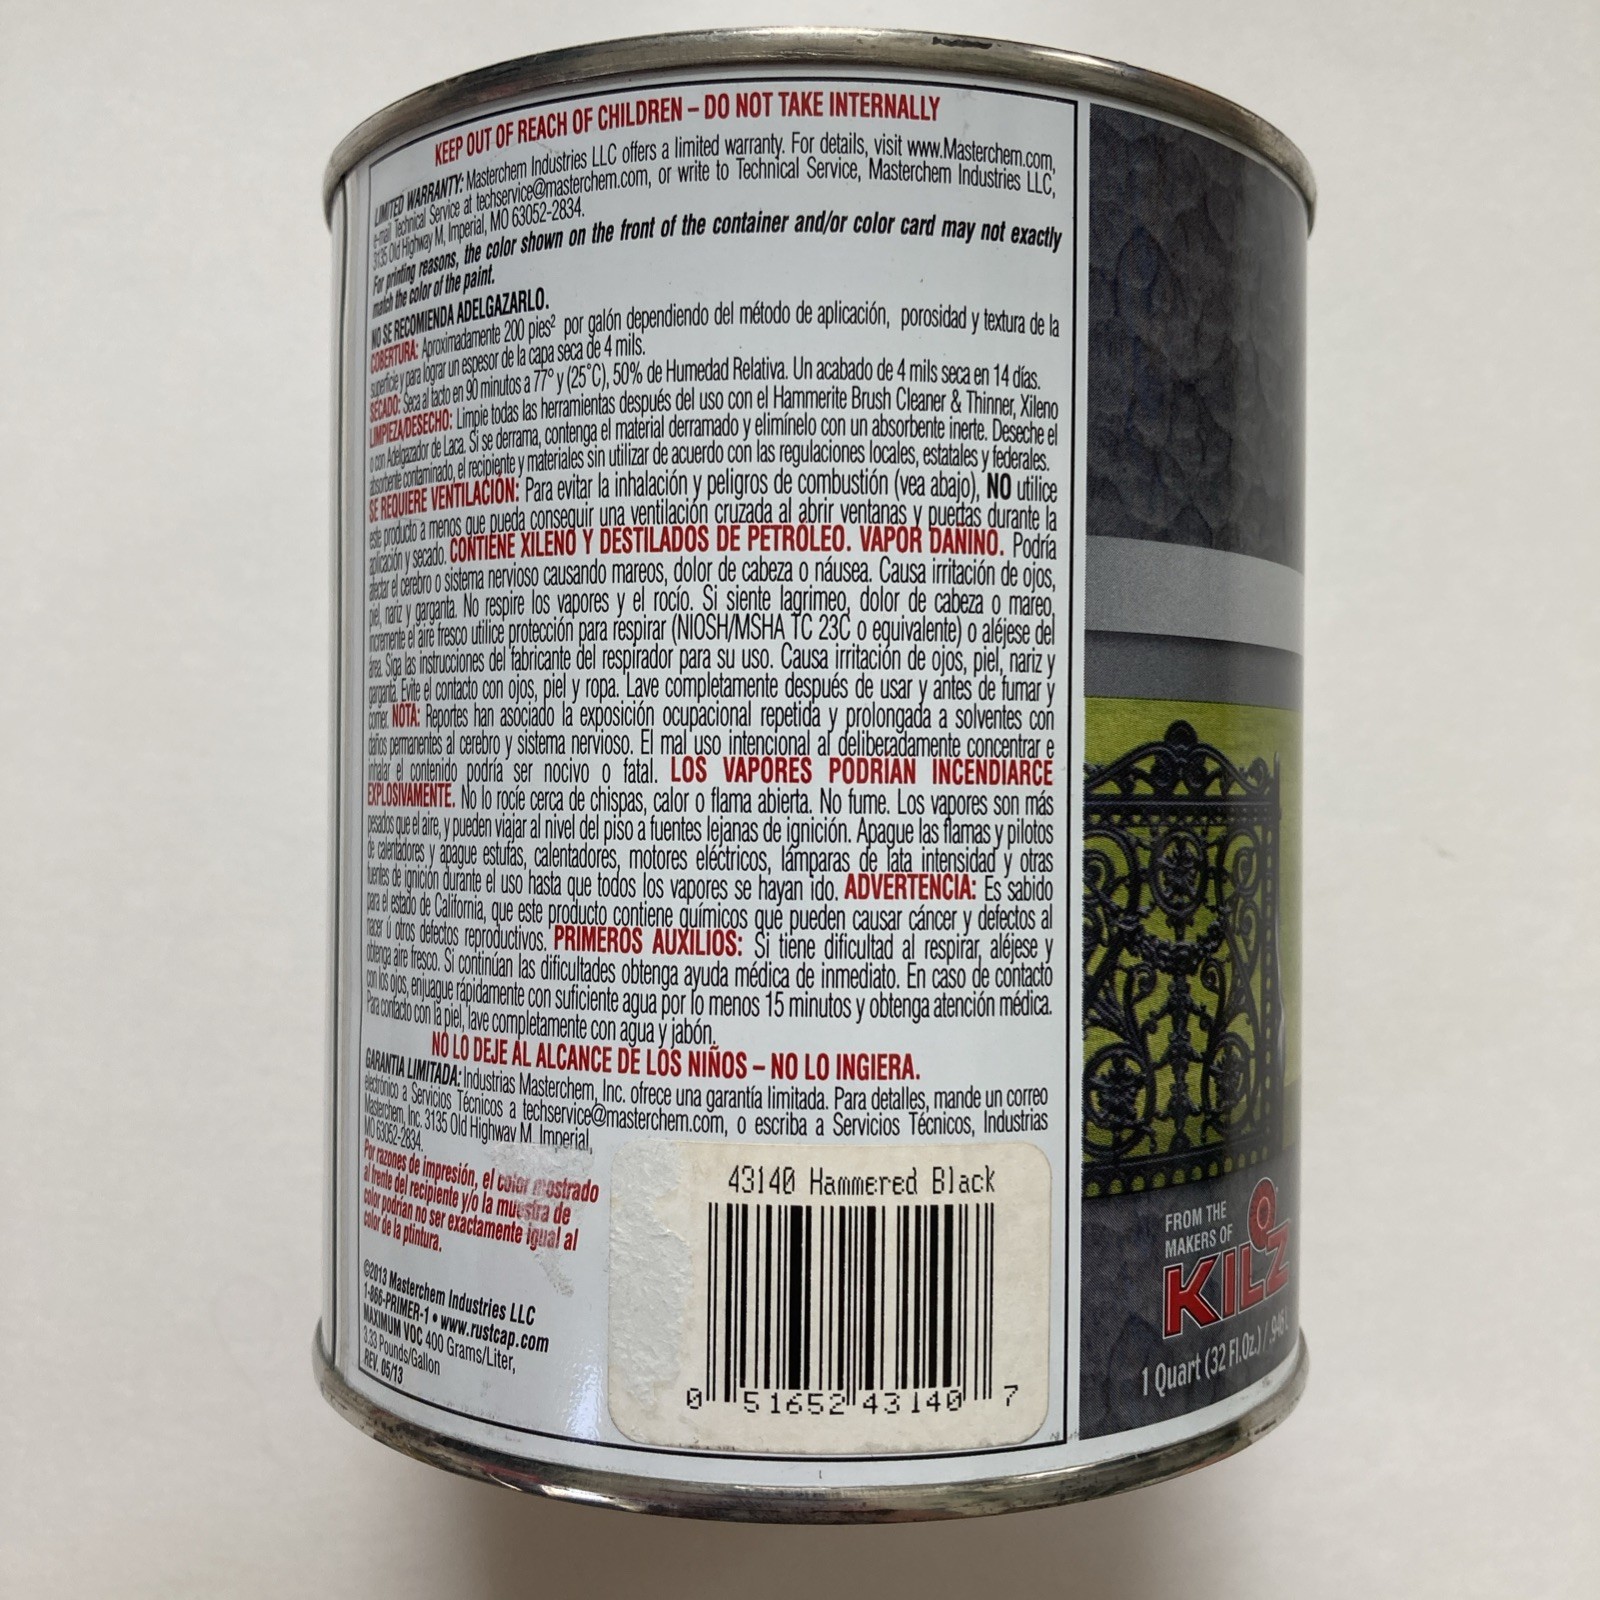 KEEP OUT OF REACH OF CHILDREN – DO NOT TAKE INTERNALLY
LIMITED WARRANTY: Masterchem Industries LLC offers a limited warranty. For details, visit www.Masterchem.com,
e-mail Technical Service at techservice@masterchem.com, or write to Technical Service, Masterchem Industries LLC,
3135 Old Highway M, Imperial, MO 63052-2834.
For printing reasons, the color shown on the front of the container and/or color card may not exactly
match the color of the paint.
NO SE RECOMIENDA ADELGAZARLO.
COBERTURA: Aproximadamente 200 pies² por galón dependiendo del método de aplicación, porosidad y textura de la
superficie y para lograr un espesor de la capa seca de 4 mils.
SECADO: Seca al tacto en 90 minutos a 77° y (25°C), 50% de Humedad Relativa. Un acabado de 4 mils seca en 14 días.
LIMPIEZA/DESECHO: Limpie todas las herramientas después del uso con el Hammerite Brush Cleaner & Thinner, Xileno
o con Adelgazador de Laca. Si se derrama, contenga el material derramado y elimínelo con un absorbente inerte. Deseche el
absorbente contaminado, el recipiente y materiales sin utilizar de acuerdo con las regulaciones locales, estatales y federales.
SE REQUIERE VENTILACIÓN: Para evitar la inhalación y peligros de combustión (vea abajo), NO utilice
este producto a menos que pueda conseguir una ventilación cruzada al abrir ventanas y puertas durante la
aplicación y secado. CONTIENE XILENO Y DESTILADOS DE PETRÓLEO. VAPOR DAÑINO. Podría
afectar el cerebro o sistema nervioso causando mareos, dolor de cabeza o náusea. Causa irritación de ojos,
piel, nariz y garganta. No respire los vapores y el rocío. Si siente lagrimeo, dolor de cabeza o mareo,
incremente el aire fresco utilice protección para respirar (NIOSH/MSHA TC 23C o equivalente) o aléjese del
área. Siga las instrucciones del fabricante del respirador para su uso. Causa irritación de ojos, piel, nariz y
garganta. Evite el contacto con ojos, piel y ropa. Lave completamente después de usar y antes de fumar y
comer. NOTA: Reportes han asociado la exposición ocupacional repetida y prolongada a solventes con
daños permanentes al cerebro y sistema nervioso. El mal uso intencional al deliberadamente concentrar e
inhalar el contenido podría ser nocivo o fatal. LOS VAPORES PODRÍAN INCENDIARCE
EXPLOSIVAMENTE. No lo rocíe cerca de chispas, calor o flama abierta. No fume. Los vapores son más
pesados que el aire, y pueden viajar al nivel del piso a fuentes lejanas de ignición. Apague las flamas y pilotos
de calentadores y apague estufas, calentadores, motores eléctricos, lámparas de lata intensidad y otras
fuentes de ignición durante el uso hasta que todos los vapores se hayan ido. ADVERTENCIA: Es sabido
para el estado de California, que este producto contiene químicos que pueden causar cáncer y defectos al
nacer ú otros defectos reproductivos. PRIMEROS AUXILIOS: Si tiene dificultad al respirar, aléjese y
obtenga aire fresco. Si continúan las dificultades obtenga ayuda médica de inmediato. En caso de contacto
con los ojos, enjuague rápidamente con suficiente agua por lo menos 15 minutos y obtenga atención médica.
Para contacto con la piel, lave completamente con agua y jabón.
NO LO DEJE AL ALCANCE DE LOS NIÑOS – NO LO INGIERA.
GARANTIA LIMITADA: Industrias Masterchem, Inc. ofrece una garantía limitada. Para detalles, mande un correo
electrónico a Servicios Técnicos a techservice@masterchem.com, o escriba a Servicios Técnicos, Industrias
Masterchem, Inc. 3135 Old Highway M, Imperial,
MO 63052-2834.
Por razones de impresión, el color mostrado
al frente del recipiente y/o la muestra de
color podrían no ser exactamente igual al
color de la ptintura.
©2013 Masterchem Industries LLC
1-866-PRIMER-1 • www.rustcap.com
MAXIMUM VOC 400 Grams/Liter,
3.33 Pounds/Gallon
REV. 05/13
43140 Hammered Black
0 51652 43140 7
FROM THE
MAKERS OF
KILZ
1 Quart (32 Fl.Oz.) / .946 L